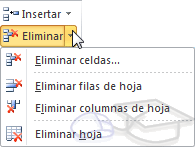 Insertar
Eliminar
Eliminar celdas...
Eliminar filas de hoja
Eliminar columnas de hoja
Eliminar hoja